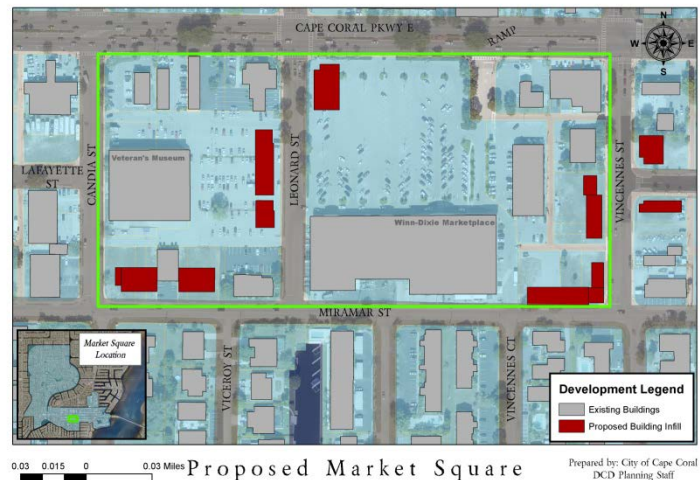 CAPE CORAL PKWY E
RAMP
N
W E
S
CANDIA ST
LAFAYETTE
ST
Veteran's Museum
LEONARD ST
Winn-Dixie Marketplace
VINCENNES ST
MIRAMAR ST
VICEROY ST
VINCENNES CT
Market Square
Location
Development Legend
Existing Buildings
Proposed Building Infill
0.03 0.015 0 0.03 Miles
Proposed Market Square
Prepared by: City of Cape Coral
DCD Planning Staff